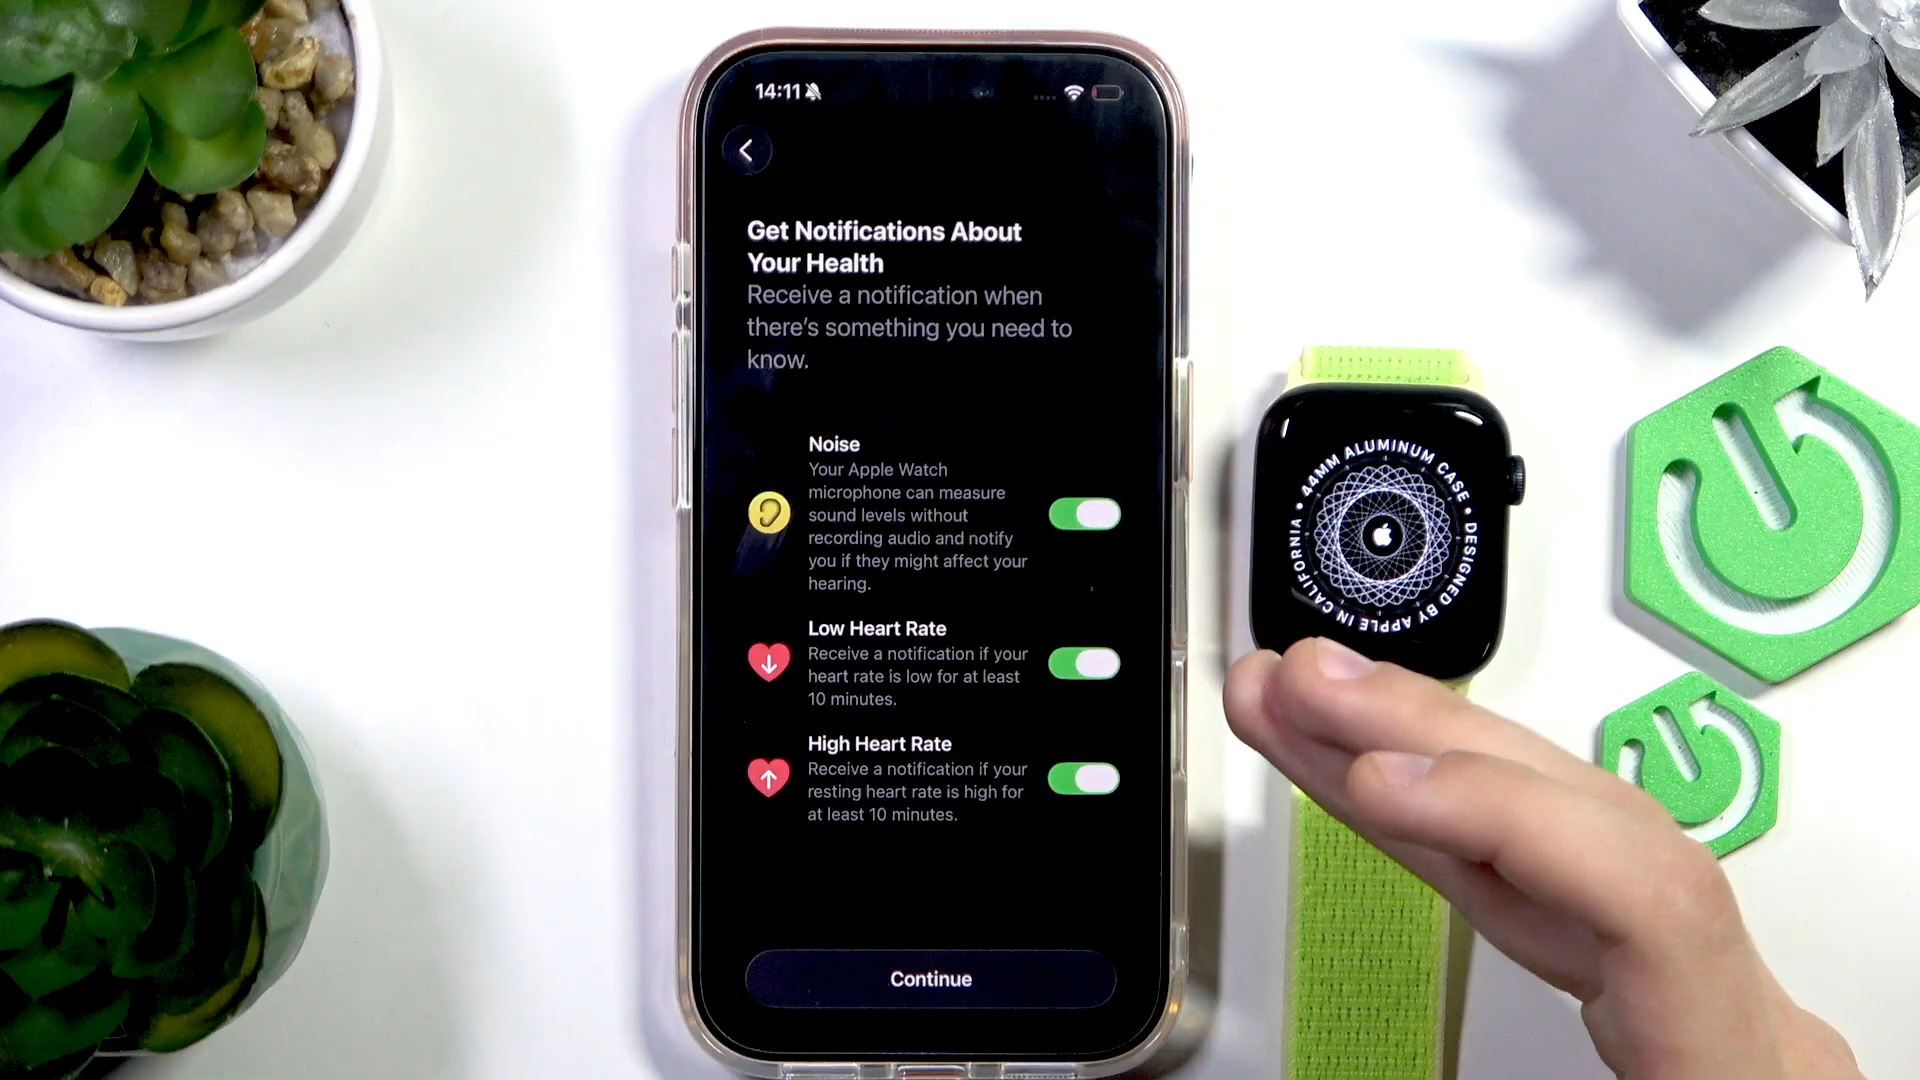 14:11
Get Notifications About
Your Health
Receive a notification when
there's something you need to
know.
Noise
Your Apple Watch
microphone can measure
sound levels without
recording audio and notify
you if they might affect your
hearing.
Low Heart Rate
Receive a notification if your
heart rate is low for at least
10 minutes.
High Heart Rate
Receive a notification if your
resting heart rate is high for
at least 10 minutes.
Continue
44MM ALUMINUM CASE • DESIGNED BY APPLE IN CALIFORNIA •